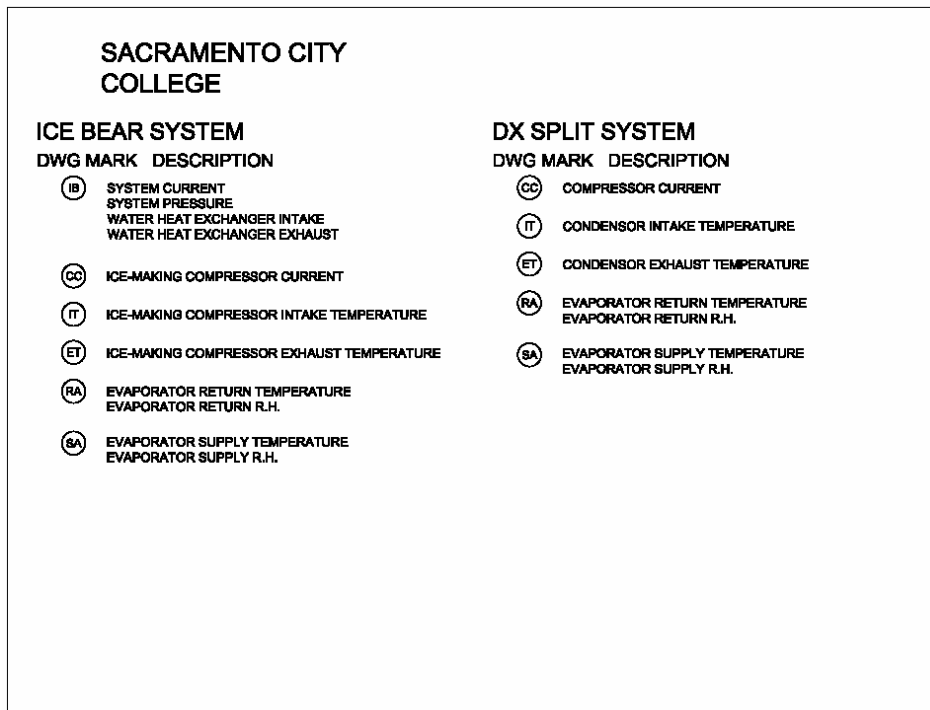 SACRAMENTO CITY
COLLEGE
ICE BEAR SYSTEM
DWG MARK DESCRIPTION
IB SYSTEM CURRENT
SYSTEM PRESSURE
WATER HEAT EXCHANGER INTAKE
WATER HEAT EXCHANGER EXHAUST
CC ICE-MAKING COMPRESSOR CURRENT
IT ICE-MAKING COMPRESSOR INTAKE TEMPERATURE
ET ICE-MAKING COMPRESSOR EXHAUST TEMPERATURE
RA EVAPORATOR RETURN TEMPERATURE
EVAPORATOR RETURN R.H.
SA EVAPORATOR SUPPLY TEMPERATURE
EVAPORATOR SUPPLY R.H.
DX SPLIT SYSTEM
DWG MARK DESCRIPTION
CC COMPRESSOR CURRENT
IT CONDENSOR INTAKE TEMPERATURE
ET CONDENSOR EXHAUST TEMPERATURE
RA EVAPORATOR RETURN TEMPERATURE
EVAPORATOR RETURN R.H.
SA EVAPORATOR SUPPLY TEMPERATURE
EVAPORATOR SUPPLY R.H.